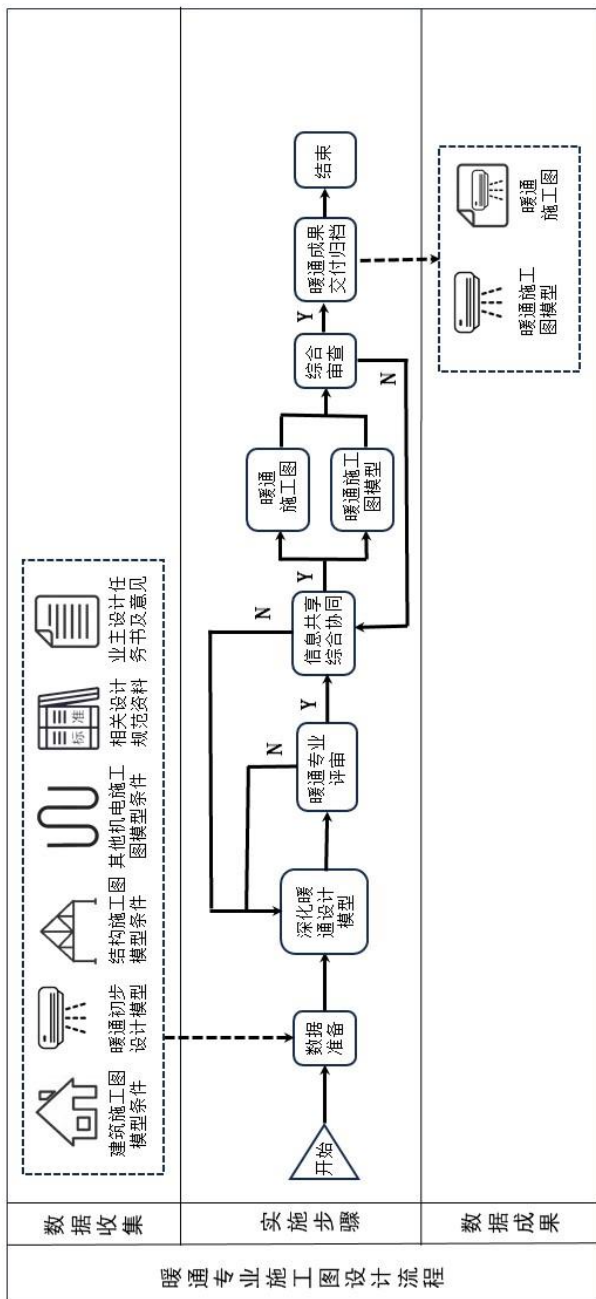 暖通专业施工图设计流程
数据收集
建筑施工图
模型条件
暖通初步
设计模型
结构施工图
模型条件
其他机电施工
图模型条件
标准
相关设计
规范资料
业主设计任
务书及意见
实施步骤
开始
数据
准备
深化暖
通设计
模型
暖通专业
评审
N
Y
信息共享
综合协同
N
Y
暖通
施工图
暖通施工
图模型
综合
审查
N
Y
暖通成果
交付归档
结束
数据成果
暖通施工
图模型
暖通
施工图